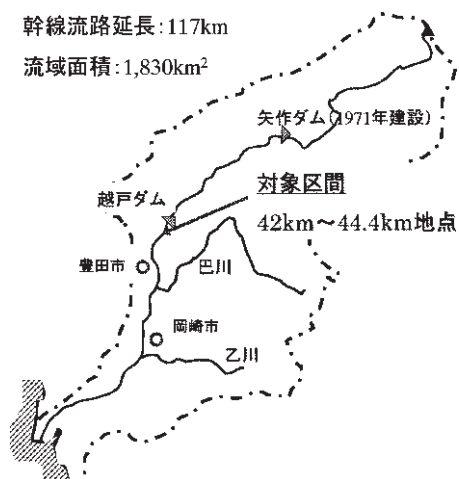 幹線流路延長:117km
流域面積:1,830km²
矢作ダム(1971年建設)
越戸ダム
対象区間
42km～44.4km地点
豊田市
巴川
岡崎市
乙川